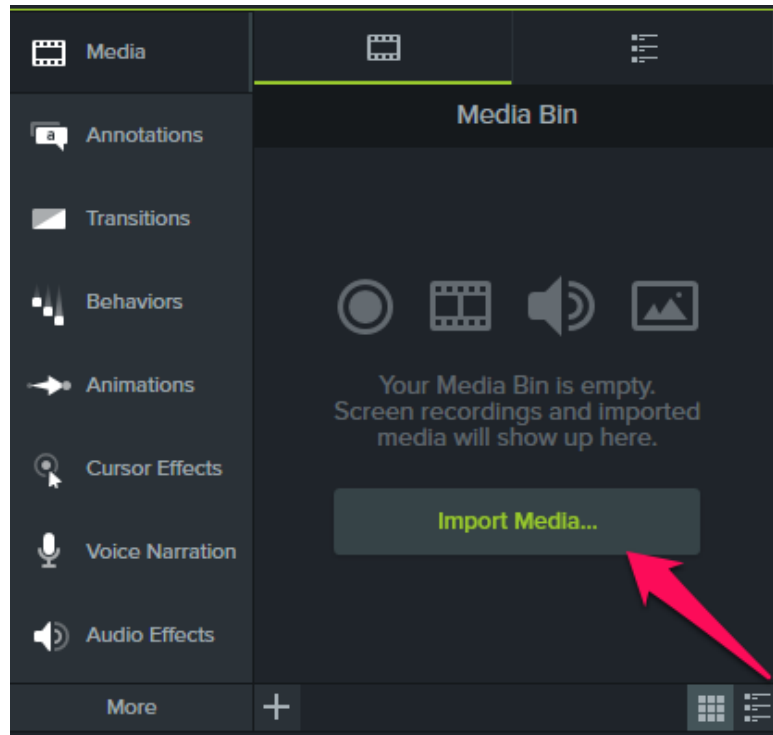 Media
Media Bin
a
Annotations
Transitions
Behaviors
Animations
Your Media Bin is empty.
Screen recordings and imported
media will show up here.
Cursor Effects
Import Media...
Voice Narration
Audio Effects
More